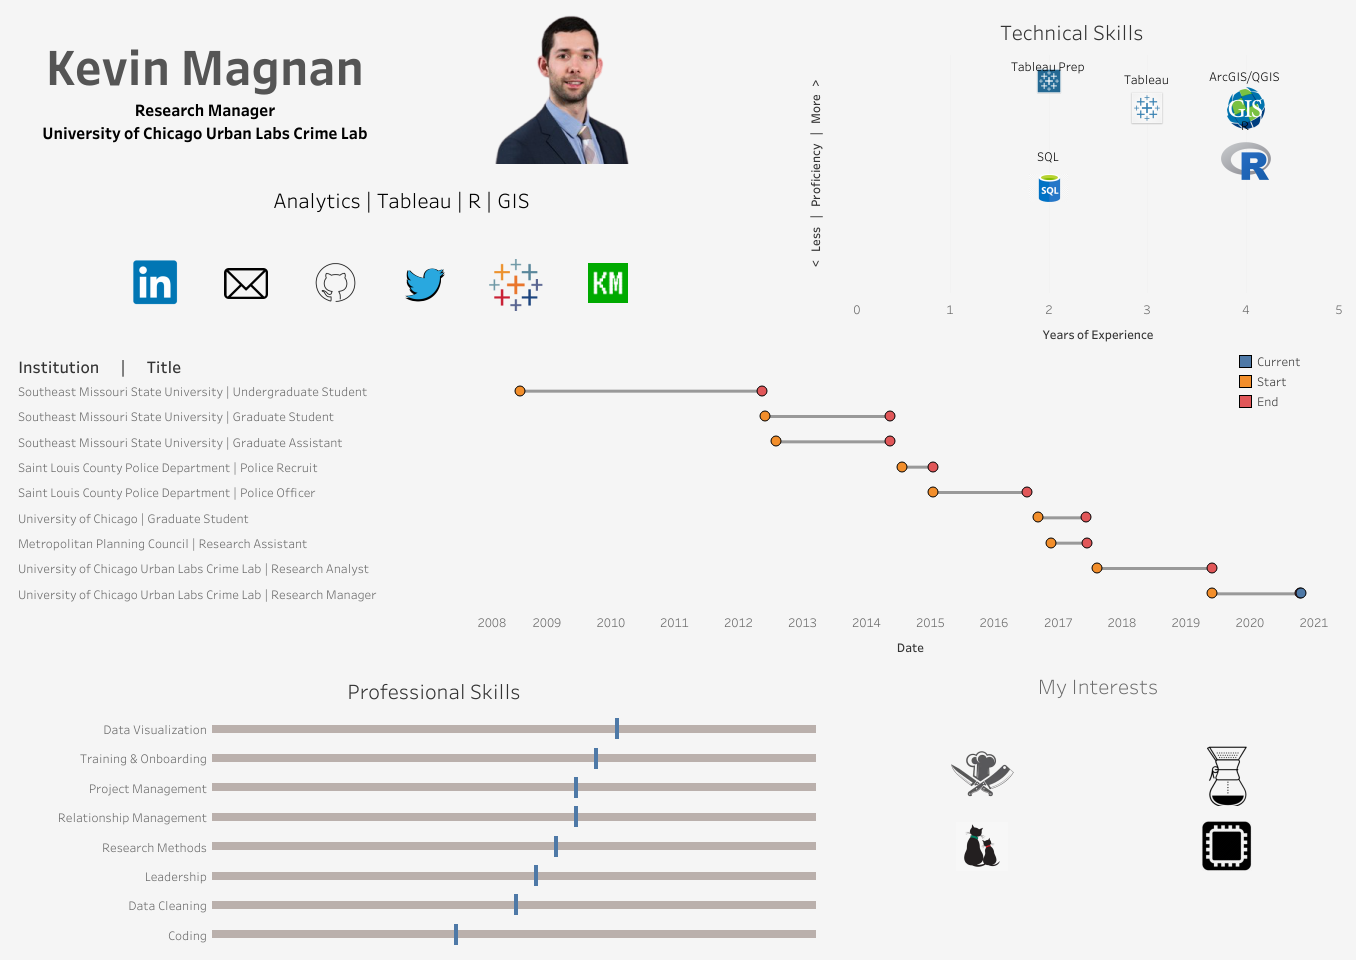 Kevin Magnan
Research Manager
University of Chicago Urban Labs Crime Lab
Analytics | Tableau | R | GIS
in
KM
Technical Skills
Tableau Prep
Tableau
ArcGIS/QGIS
GIS
R
R
SQL
SQL
< Less | Proficiency | More >
0 1 2 3 4 5
Years of Experience
Current
Start
End
Institution | Title
Southeast Missouri State University | Undergraduate Student
Southeast Missouri State University | Graduate Student
Southeast Missouri State University | Graduate Assistant
Saint Louis County Police Department | Police Recruit
Saint Louis County Police Department | Police Officer
University of Chicago | Graduate Student
Metropolitan Planning Council | Research Assistant
University of Chicago Urban Labs Crime Lab | Research Analyst
University of Chicago Urban Labs Crime Lab | Research Manager
2008 2009 2010 2011 2012 2013 2014 2015 2016 2017 2018 2019 2020 2021
Date
Professional Skills
Data Visualization
Training & Onboarding
Project Management
Relationship Management
Research Methods
Leadership
Data Cleaning
Coding
My Interests